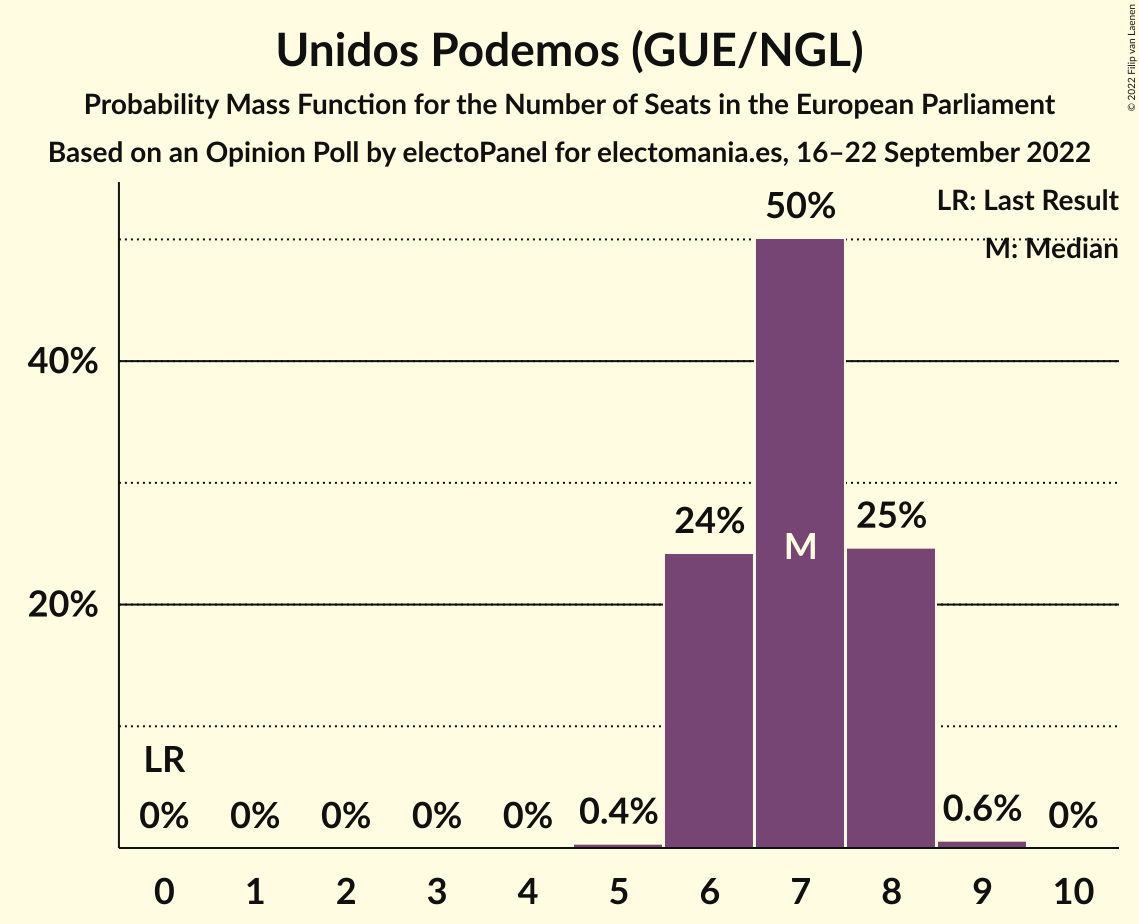 Unidos Podemos (GUE/NGL)
Probability Mass Function for the Number of Seats in the European Parliament
Based on an Opinion Poll by electoPanel for electomania.es, 16–22 September 2022
© 2022 Filip van Laenen
LR: Last Result
M: Median
50%
40%
24%
25%
M
20%
LR
0%
0%
0%
0%
0%
0.4%
0.6%
0%
0 1 2 3 4 5 6 7 8 9 10